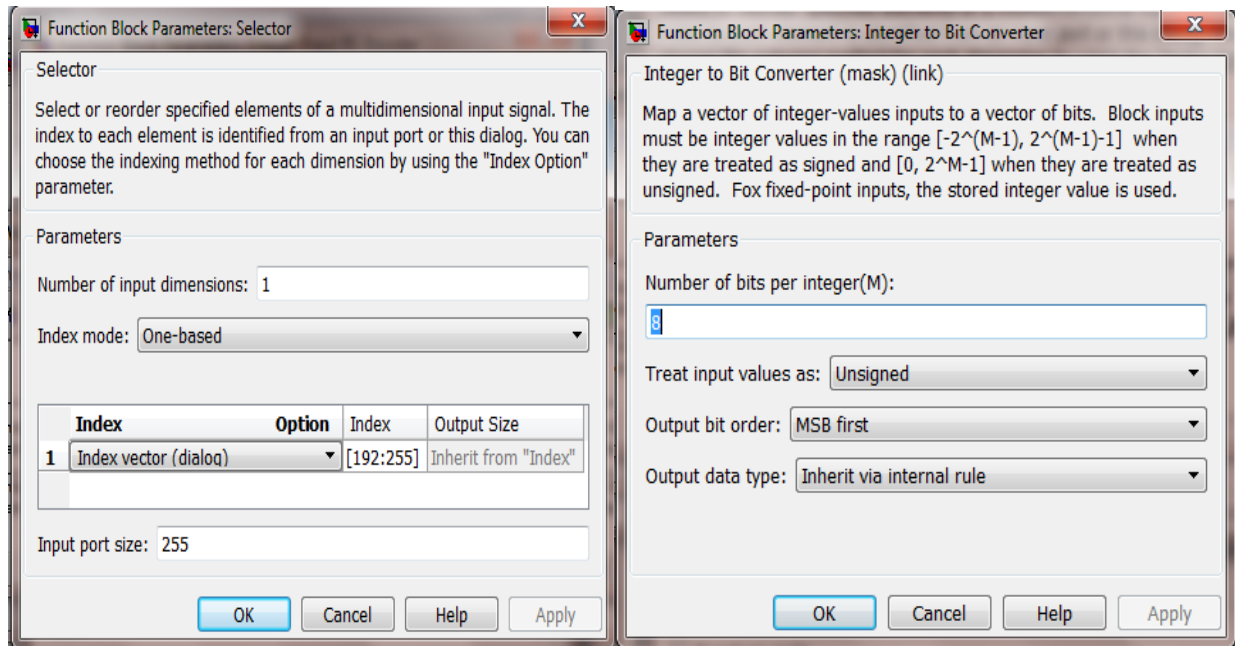 Function Block Parameters: Selector
Selector
Select or reorder specified elements of a multidimensional input signal. The
index to each element is identified from an input port or this dialog. You can
choose the indexing method for each dimension by using the "Index Option"
parameter.
Parameters
Number of input dimensions: 1
Index mode: One-based
Index Option Index Output Size
1 Index vector (dialog) [192:255] Inherit from "Index"
Input port size: 255
OK Cancel Help Apply
Function Block Parameters: Integer to Bit Converter
Integer to Bit Converter (mask) (link)
Map a vector of integer-values inputs to a vector of bits. Block inputs
must be integer values in the range [-2^(M-1), 2^(M-1)-1] when
they are treated as signed and [0, 2^M-1] when they are treated as
unsigned. Fox fixed-point inputs, the stored integer value is used.
Parameters
Number of bits per integer(M):
8
Treat input values as: Unsigned
Output bit order: MSB first
Output data type: Inherit via internal rule
OK Cancel Help Apply